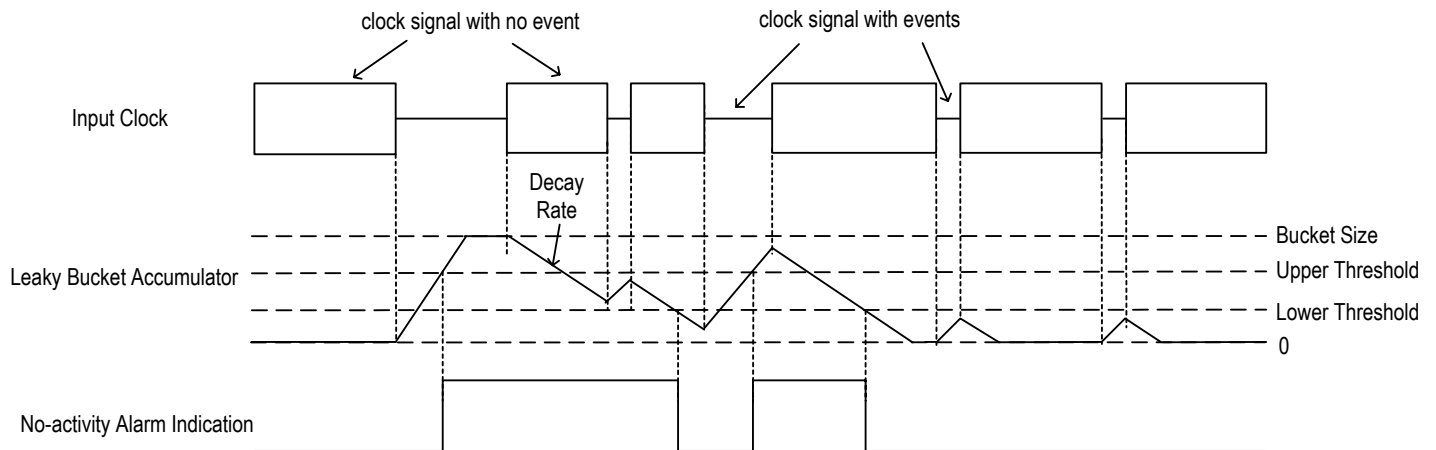 clock signal with no event
clock signal with events
Input Clock
Decay
Rate
Bucket Size
Leaky Bucket Accumulator
Upper Threshold
Lower Threshold
0
No-activity Alarm Indication